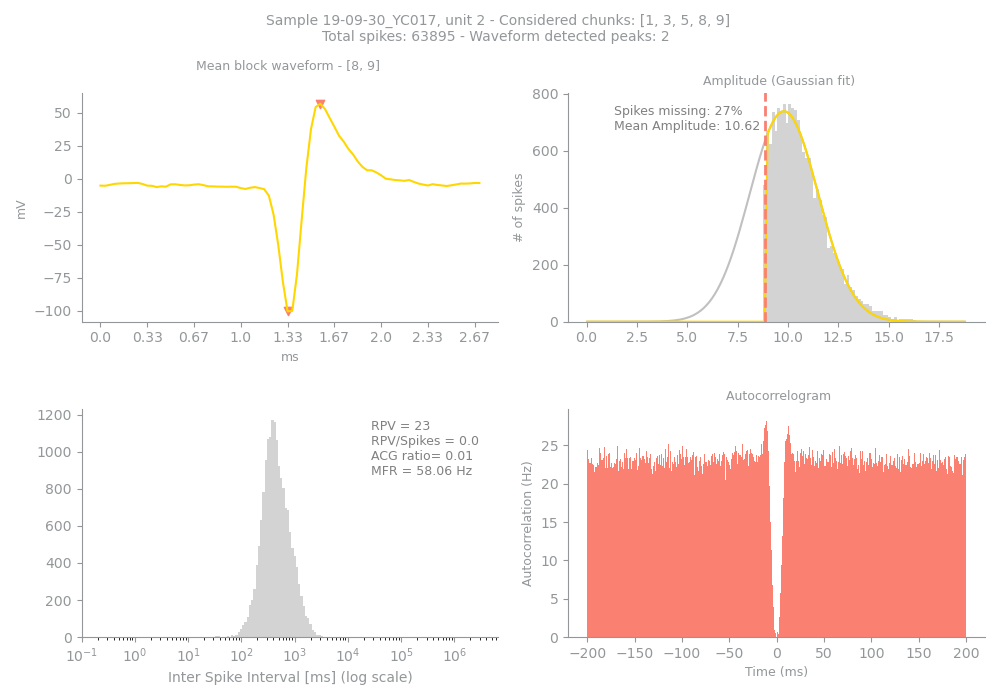 Sample 19-09-30_YC017, unit 2 - Considered chunks: [1, 3, 5, 8, 9]
Total spikes: 63895 - Waveform detected peaks: 2
Mean block waveform - [8, 9]
50
25
0
−25
−50
−75
−100
mV
0.0 0.33 0.67 1.0 1.33 1.67 2.0 2.33 2.67
ms
Amplitude (Gaussian fit)
Spikes missing: 27%
Mean Amplitude: 10.62
800
600
400
200
0
# of spikes
0.0 2.5 5.0 7.5 10.0 12.5 15.0 17.5
RPV = 23
RPV/Spikes = 0.0
ACG ratio= 0.01
MFR = 58.06 Hz
1200
1000
800
600
400
200
0
10⁻¹ 10⁰ 10¹ 10² 10³ 10⁴ 10⁵ 10⁶
Inter Spike Interval [ms] (log scale)
Autocorrelogram
25
20
15
10
5
0
Autocorrelation (Hz)
−200 −150 −100 −50 0 50 100 150 200
Time (ms)